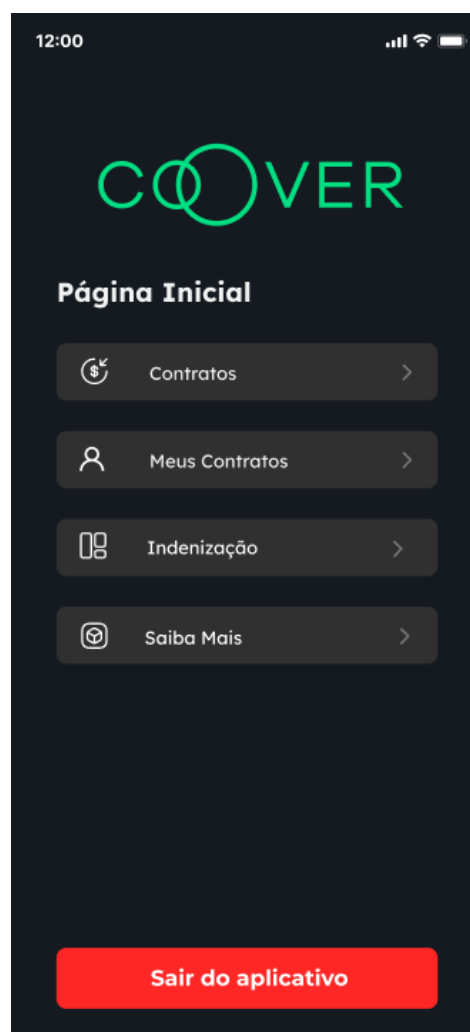 12:00
COOVER
Página Inicial
Contratos
Meus Contratos
Indenização
Saiba Mais
Sair do aplicativo